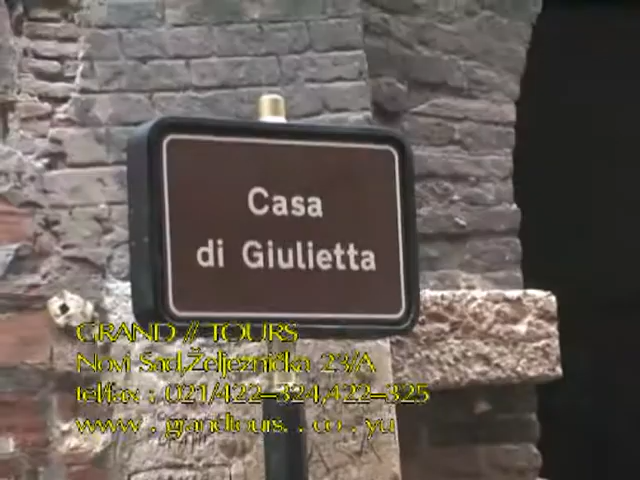 Casa
di Giulietta
GRAND // TOURS
Novi Sad,Željeznička 23/A
tel/fax : 021/422-324,422-325
www . grandtours. . co . yu